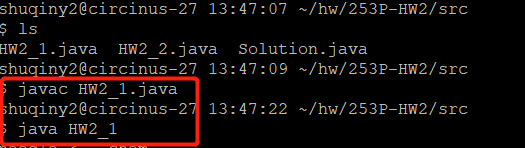 shuqiny2@circinus-27 13:47:07 ~/hw/253P-HW2/src
$ ls
HW2_1.java  HW2_2.java  Solution.java
shuqiny2@circinus-27 13:47:09 ~/hw/253P-HW2/src
$ javac HW2_1.java
shuqiny2@circinus-27 13:47:22 ~/hw/253P-HW2/src
$ java HW2_1